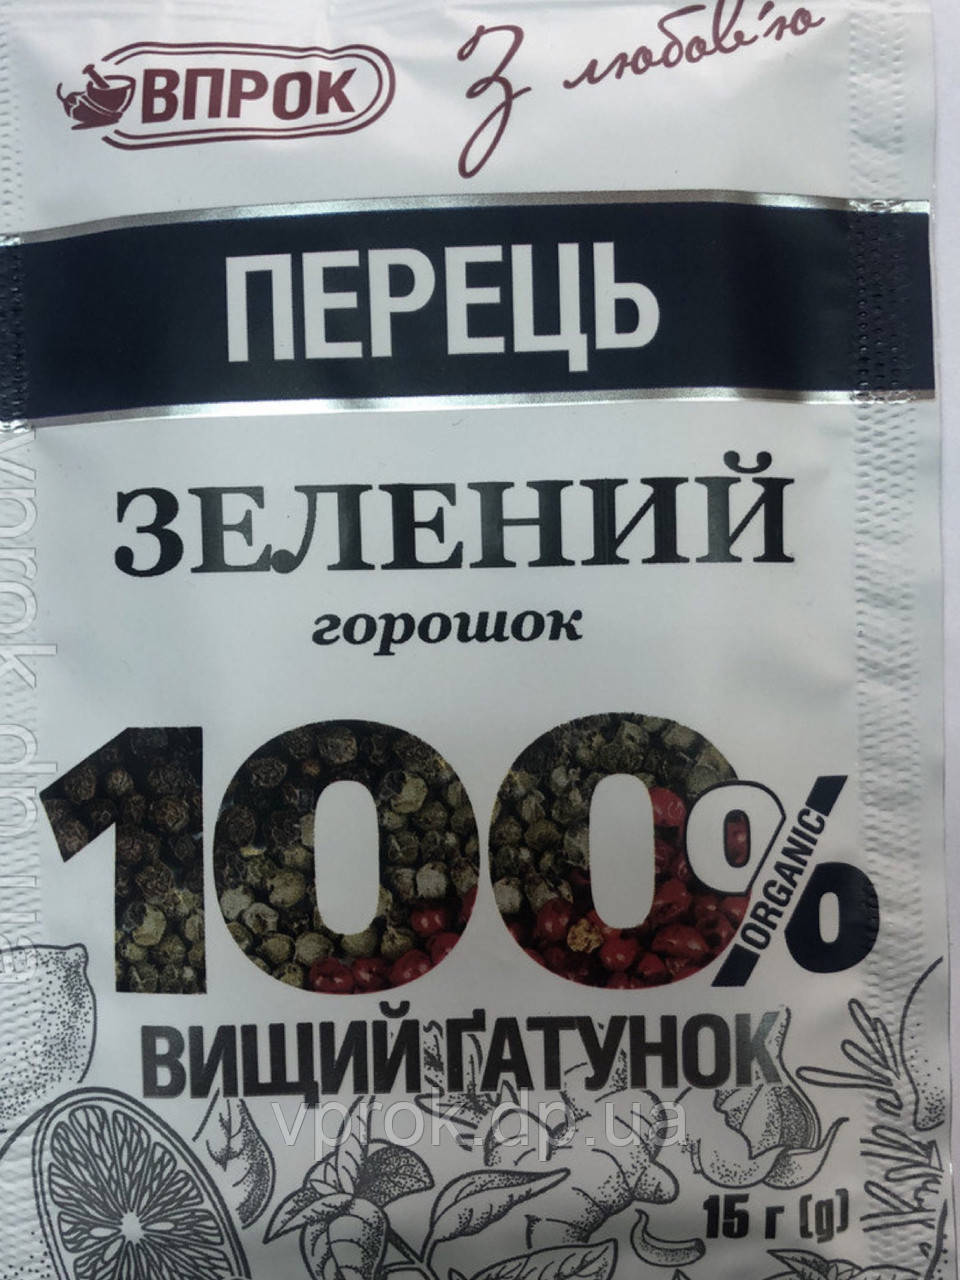 ВПРОК
З любов'ю
ПЕРЕЦЬ
ЗЕЛЕНИЙ
горошок
100%
ORGANIC
ВИЩИЙ ҐАТУНОК
vprok.dp.ua
15 г (g)
vprok.dp.ua